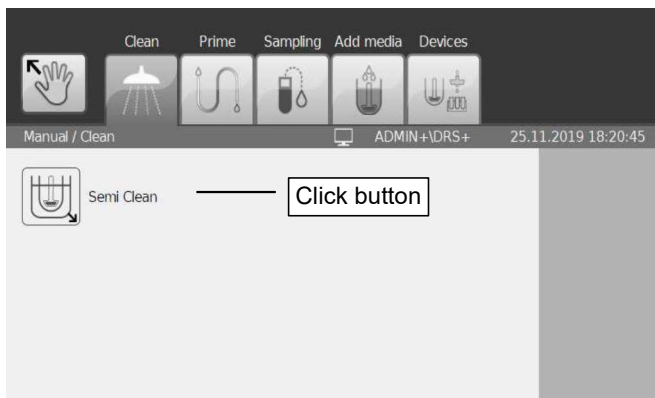 Clean Prime Sampling Add media Devices
Manual / Clean ADMIN+\DRS+ 25.11.2019 18:20:45
Semi Clean Click button